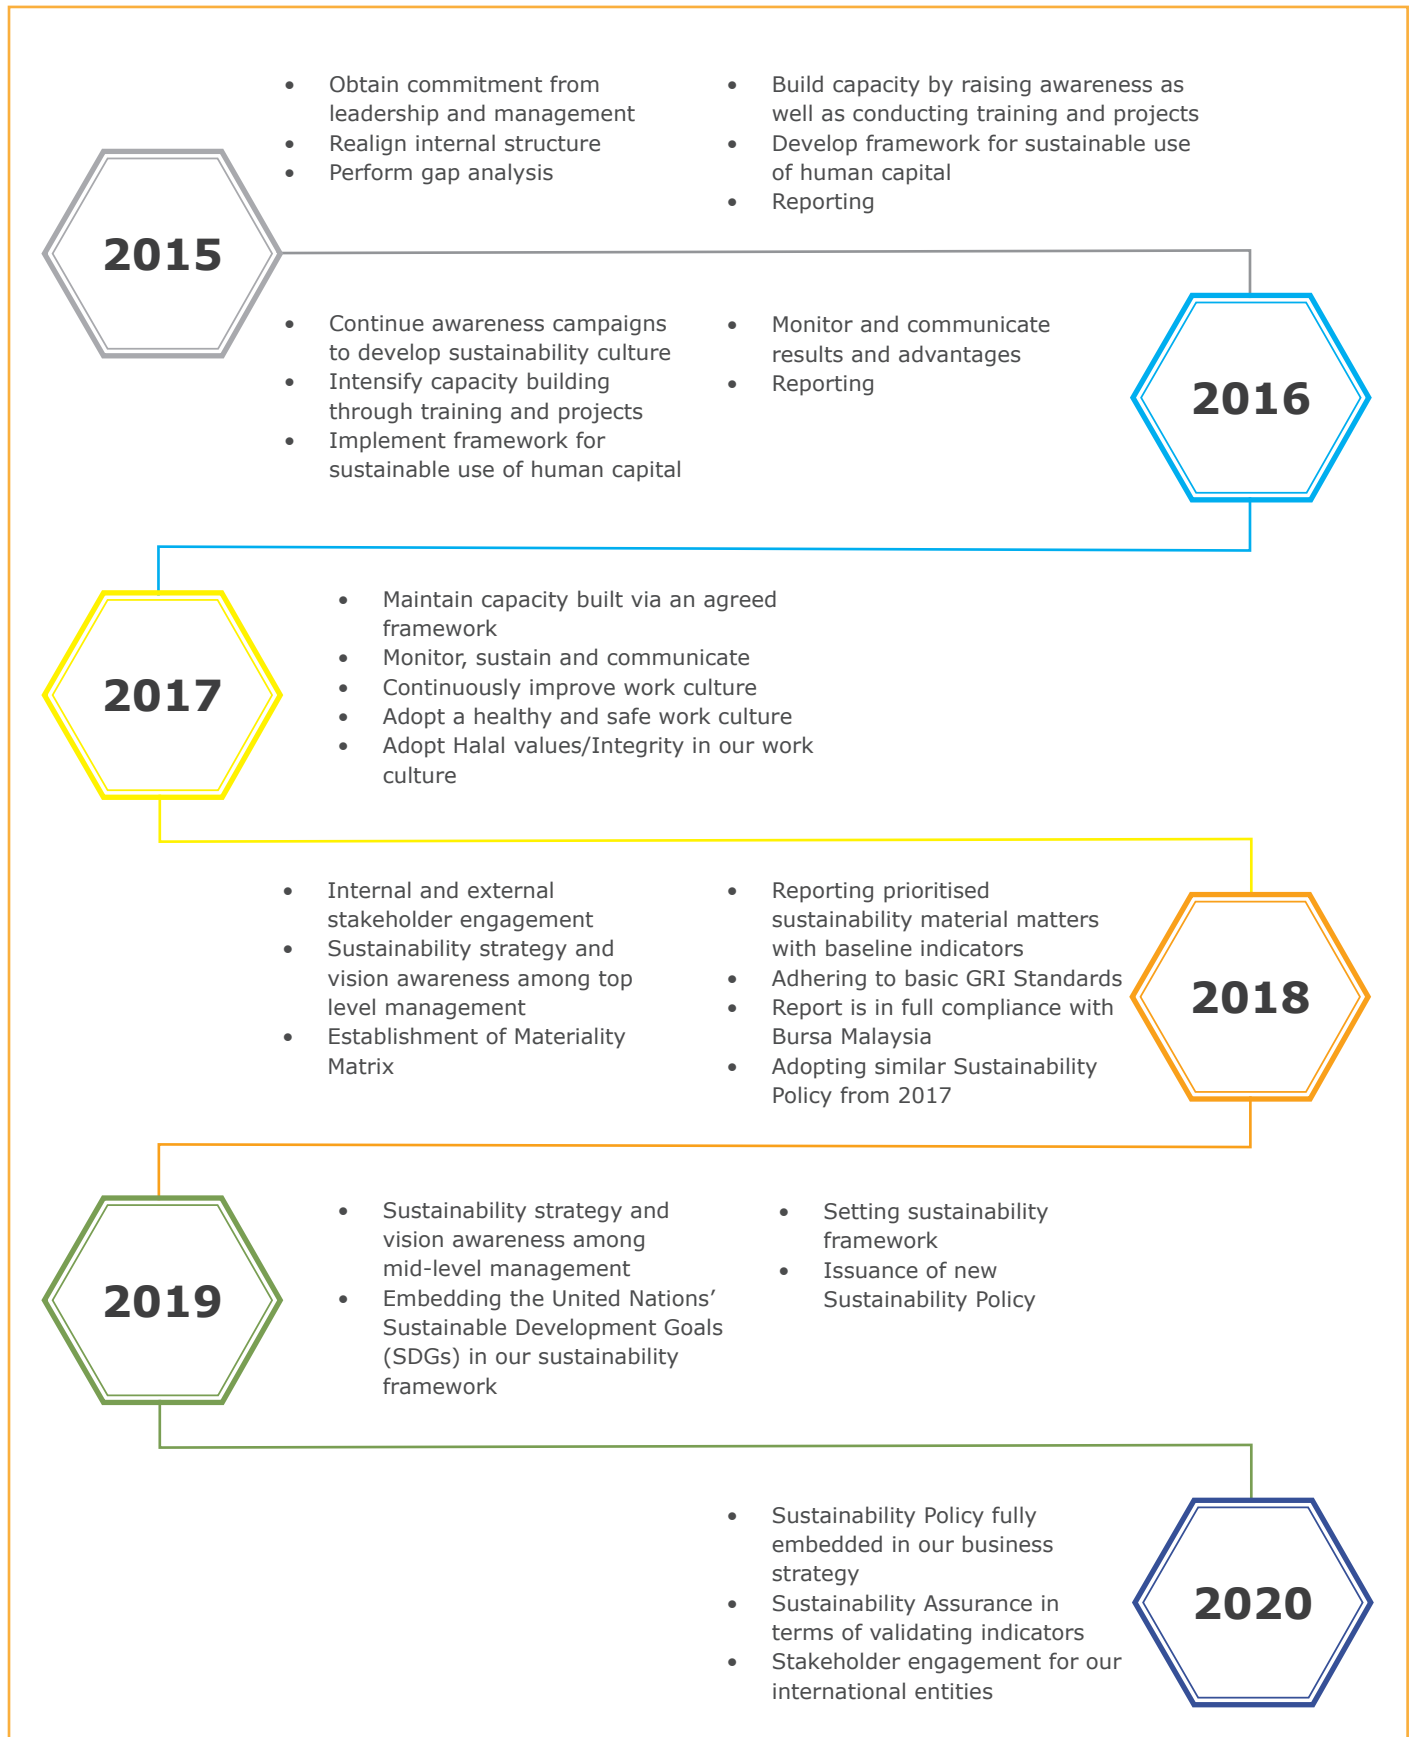 2015
• Obtain commitment from
leadership and management
• Realign internal structure
• Perform gap analysis
• Build capacity by raising awareness as
well as conducting training and projects
• Develop framework for sustainable use
of human capital
• Reporting
2016
• Continue awareness campaigns
to develop sustainability culture
• Intensify capacity building
through training and projects
• Implement framework for
sustainable use of human capital
• Monitor and communicate
results and advantages
• Reporting
2017
• Maintain capacity built via an agreed
framework
• Monitor, sustain and communicate
• Continuously improve work culture
• Adopt a healthy and safe work culture
• Adopt Halal values/Integrity in our work
culture
2018
• Internal and external
stakeholder engagement
• Sustainability strategy and
vision awareness among top
level management
• Establishment of Materiality
Matrix
• Reporting prioritised
sustainability material matters
with baseline indicators
• Adhering to basic GRI Standards
• Report is in full compliance with
Bursa Malaysia
• Adopting similar Sustainability
Policy from 2017
2019
• Sustainability strategy and
vision awareness among
mid-level management
• Embedding the United Nations’
Sustainable Development Goals
(SDGs) in our sustainability
framework
• Setting sustainability
framework
• Issuance of new
Sustainability Policy
2020
• Sustainability Policy fully
embedded in our business
strategy
• Sustainability Assurance in
terms of validating indicators
• Stakeholder engagement for our
international entities